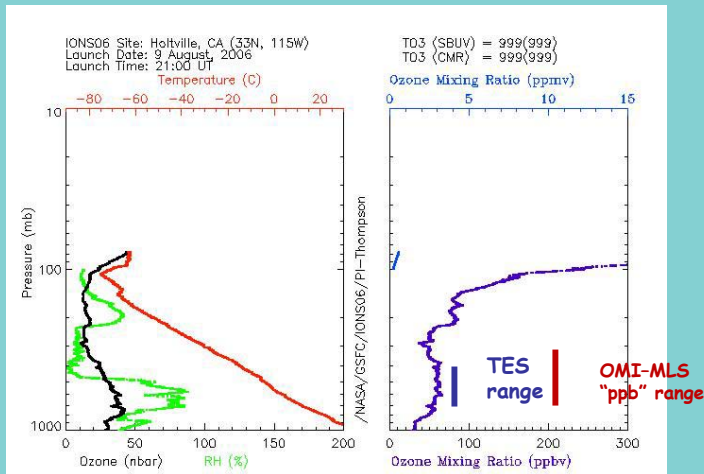 IONS06 Site: Holtville, CA (33N, 115W)
Launch Date: 9 August, 2006
Launch Time: 21:00 UT
Temperature (C)
-80 -60 -40 -20 0 20
TO3 (SBUV) = 999(999)
TO3 (CMR) = 999(999)
Ozone Mixing Ratio (ppmv)
0 5 10 15
10
100
1000
Pressure (mb)
0 50 100 150 200
Ozone (nbar) RH (%)
/NASA/GSFC/IONS06/PI-Thompson
TES
range
OMI-MLS
"ppb" range
0 100 200 300
Ozone Mixing Ratio (ppbv)